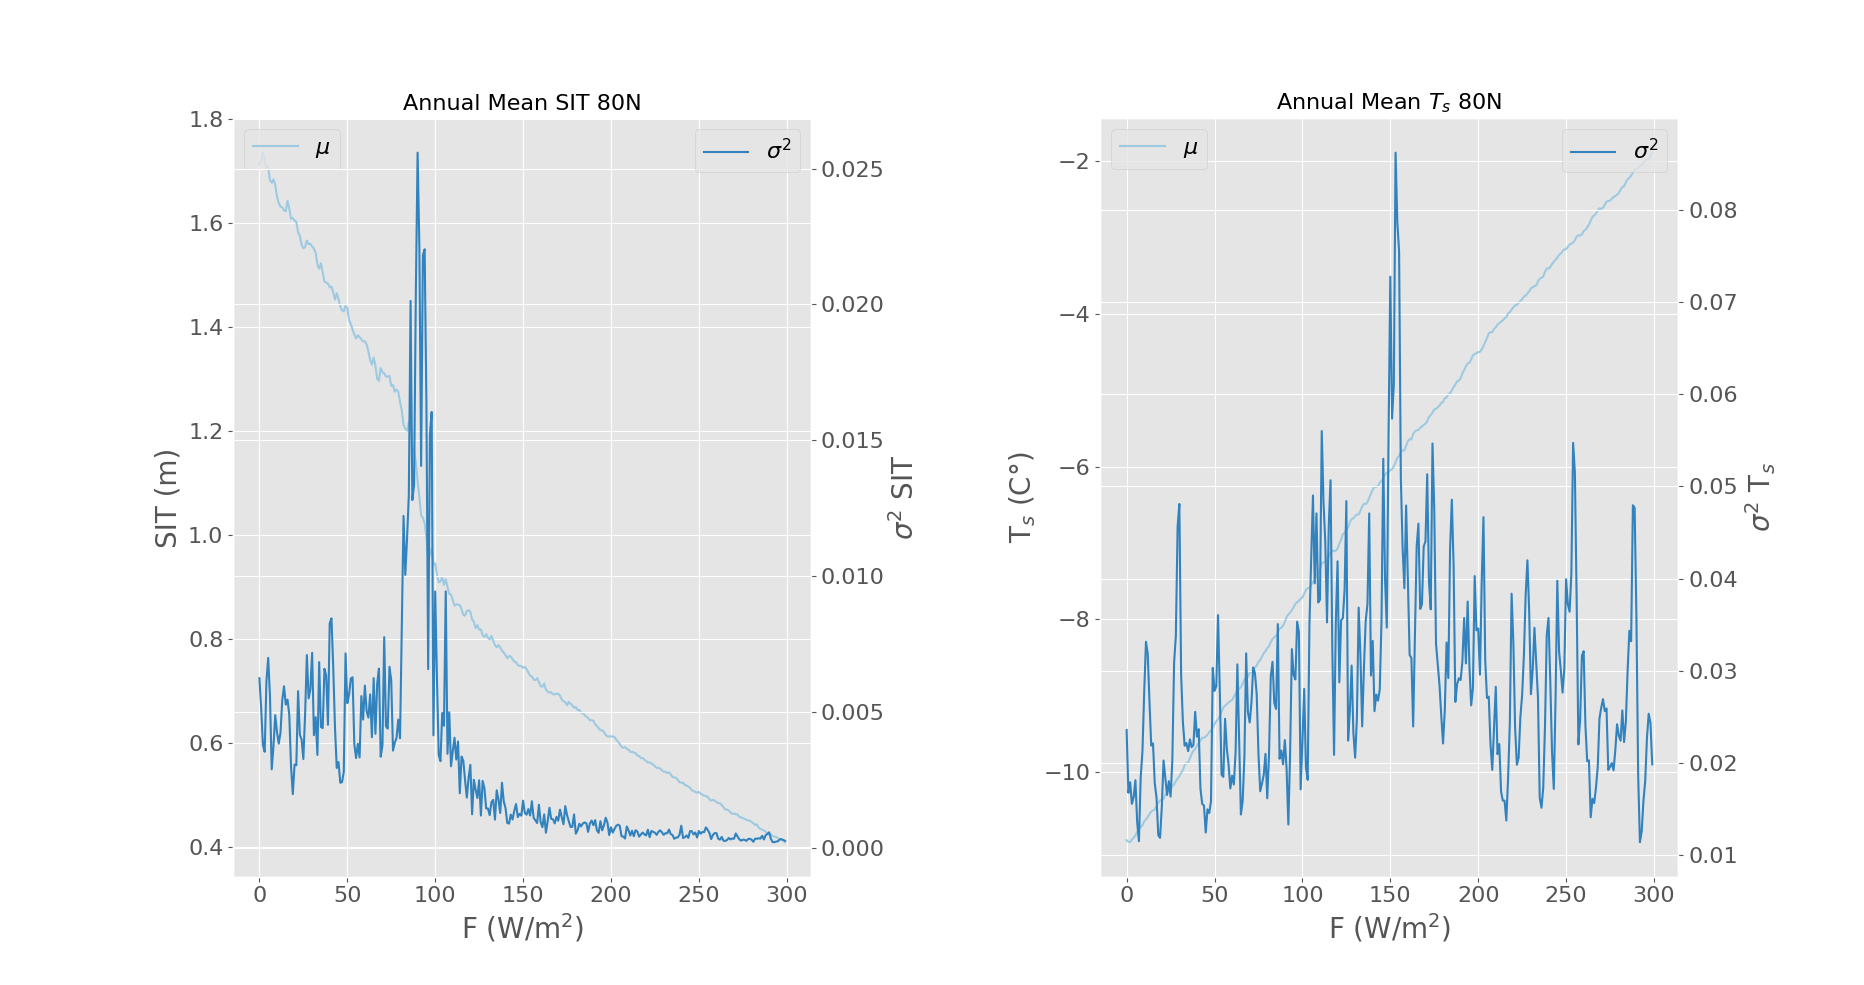 Annual Mean SIT 80N
μ
σ²
1.8
1.6
1.4
1.2
1.0
0.8
0.6
0.4
SIT (m)
0.025
0.020
0.015
0.010
0.005
0.000
σ² SIT
0 50 100 150 200 250 300
F (W/m²)
Annual Mean Tₛ 80N
μ
σ²
−2
−4
−6
−8
−10
Tₛ (C°)
0.08
0.07
0.06
0.05
0.04
0.03
0.02
0.01
σ² Tₛ
0 50 100 150 200 250 300
F (W/m²)